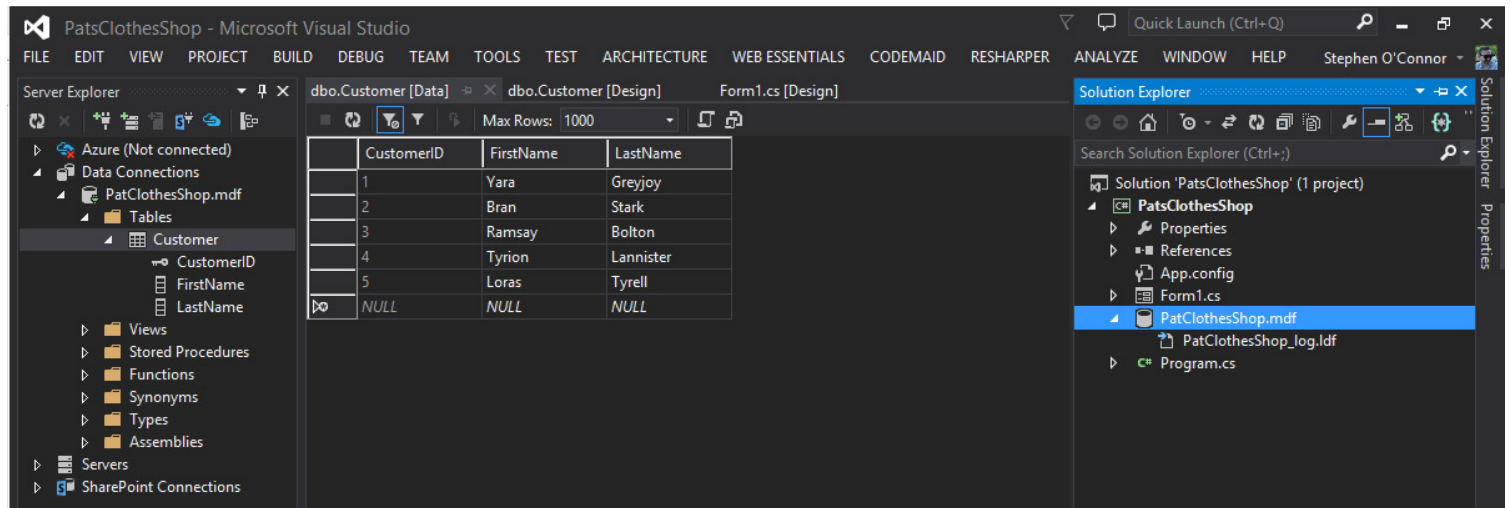 PatsClothesShop - Microsoft Visual Studio
Quick Launch (Ctrl+Q)
FILE EDIT VIEW PROJECT BUILD DEBUG TEAM TOOLS TEST ARCHITECTURE WEB ESSENTIALS CODEMAID RESHARPER ANALYZE WINDOW HELP Stephen O'Connor
Server Explorer
Azure (Not connected)
Data Connections
PatClothesShop.mdf
Tables
Customer
CustomerID
FirstName
LastName
Views
Stored Procedures
Functions
Synonyms
Types
Assemblies
Servers
SharePoint Connections
dbo.Customer [Data] dbo.Customer [Design] Form1.cs [Design]
Max Rows: 1000
CustomerID FirstName LastName
1 Yara Greyjoy
2 Bran Stark
3 Ramsay Bolton
4 Tyrion Lannister
5 Loras Tyrell
NULL NULL NULL
Solution Explorer
Search Solution Explorer (Ctrl+;)
Solution 'PatsClothesShop' (1 project)
C# PatsClothesShop
Properties
References
App.config
Form1.cs
PatClothesShop.mdf
PatClothesShop_log.ldf
C# Program.cs
Solution Explorer
Properties